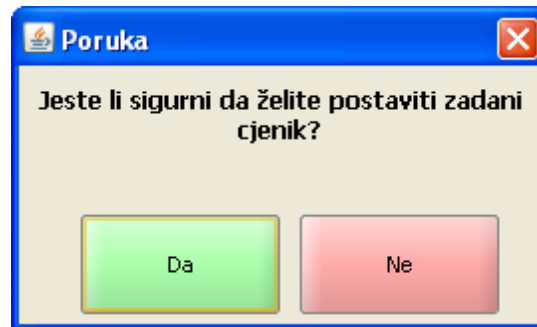 Poruka
Jeste li sigurni da želite postaviti zadani
cjenik?
Da
Ne